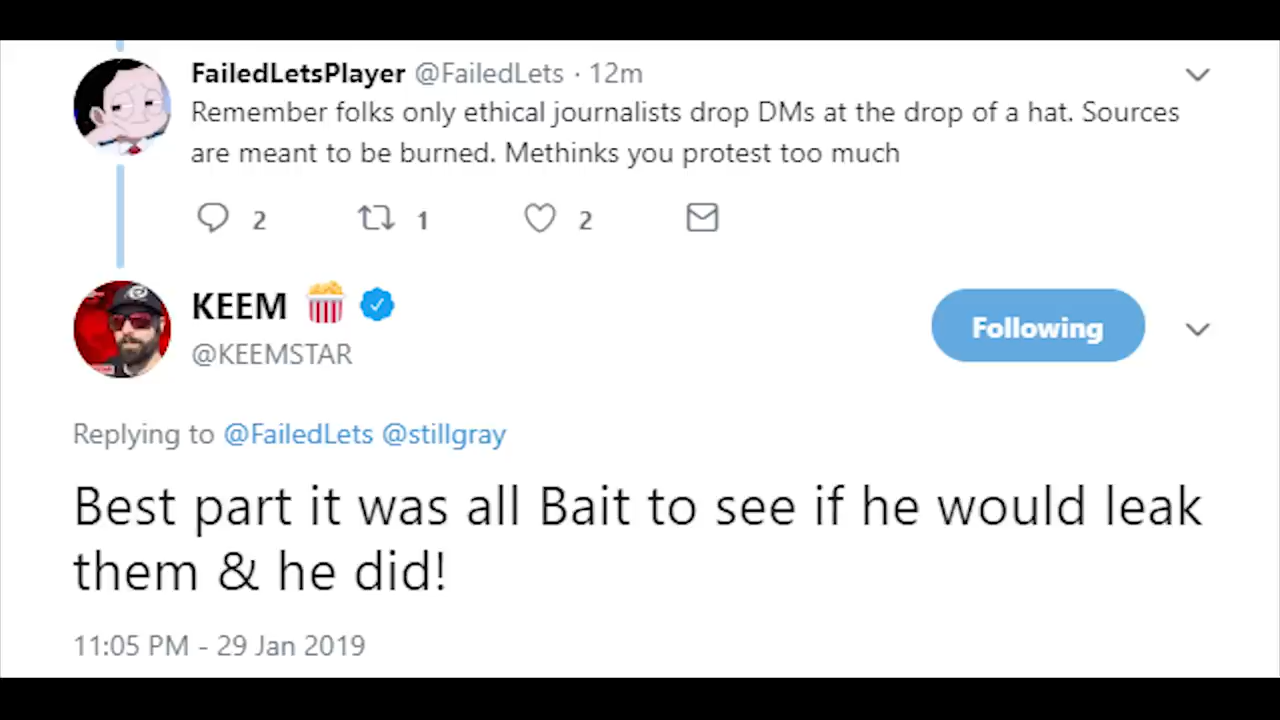 FailedLetsPlayer @FailedLets · 12m
Remember folks only ethical journalists drop DMs at the drop of a hat. Sources
are meant to be burned. Methinks you protest too much
2 1 2
KEEM 🍿
@KEEMSTAR
Following
Replying to @FailedLets @stillgray
Best part it was all Bait to see if he would leak
them & he did!
11:05 PM - 29 Jan 2019